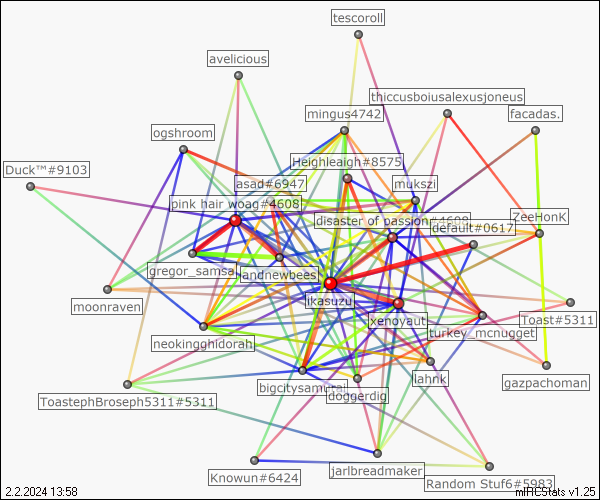 tescoroll
avelicious
thiccusboiusalexusjoneus
mingus4742
facadas.
ogshroom
Heighleaigh#8575
Duck™#9103
asad#6947
mukszi
pink hair woag#4608
disaster of passion#4608
ZeeHonK
default#0617
gregor_samsa
andnewbees
ikasuzu
moonraven
xenoyaut
Toast#5311
turkey_mcnugget
neokingghidorah
lahnk
gazpachoman
bigcitysamurai
doggerdig
ToastephBroseph5311#5311
Knowun#6424
jarlbreadmaker
Random Stuf6#5983
2.2.2024 13:58
mIRCStats v1.25